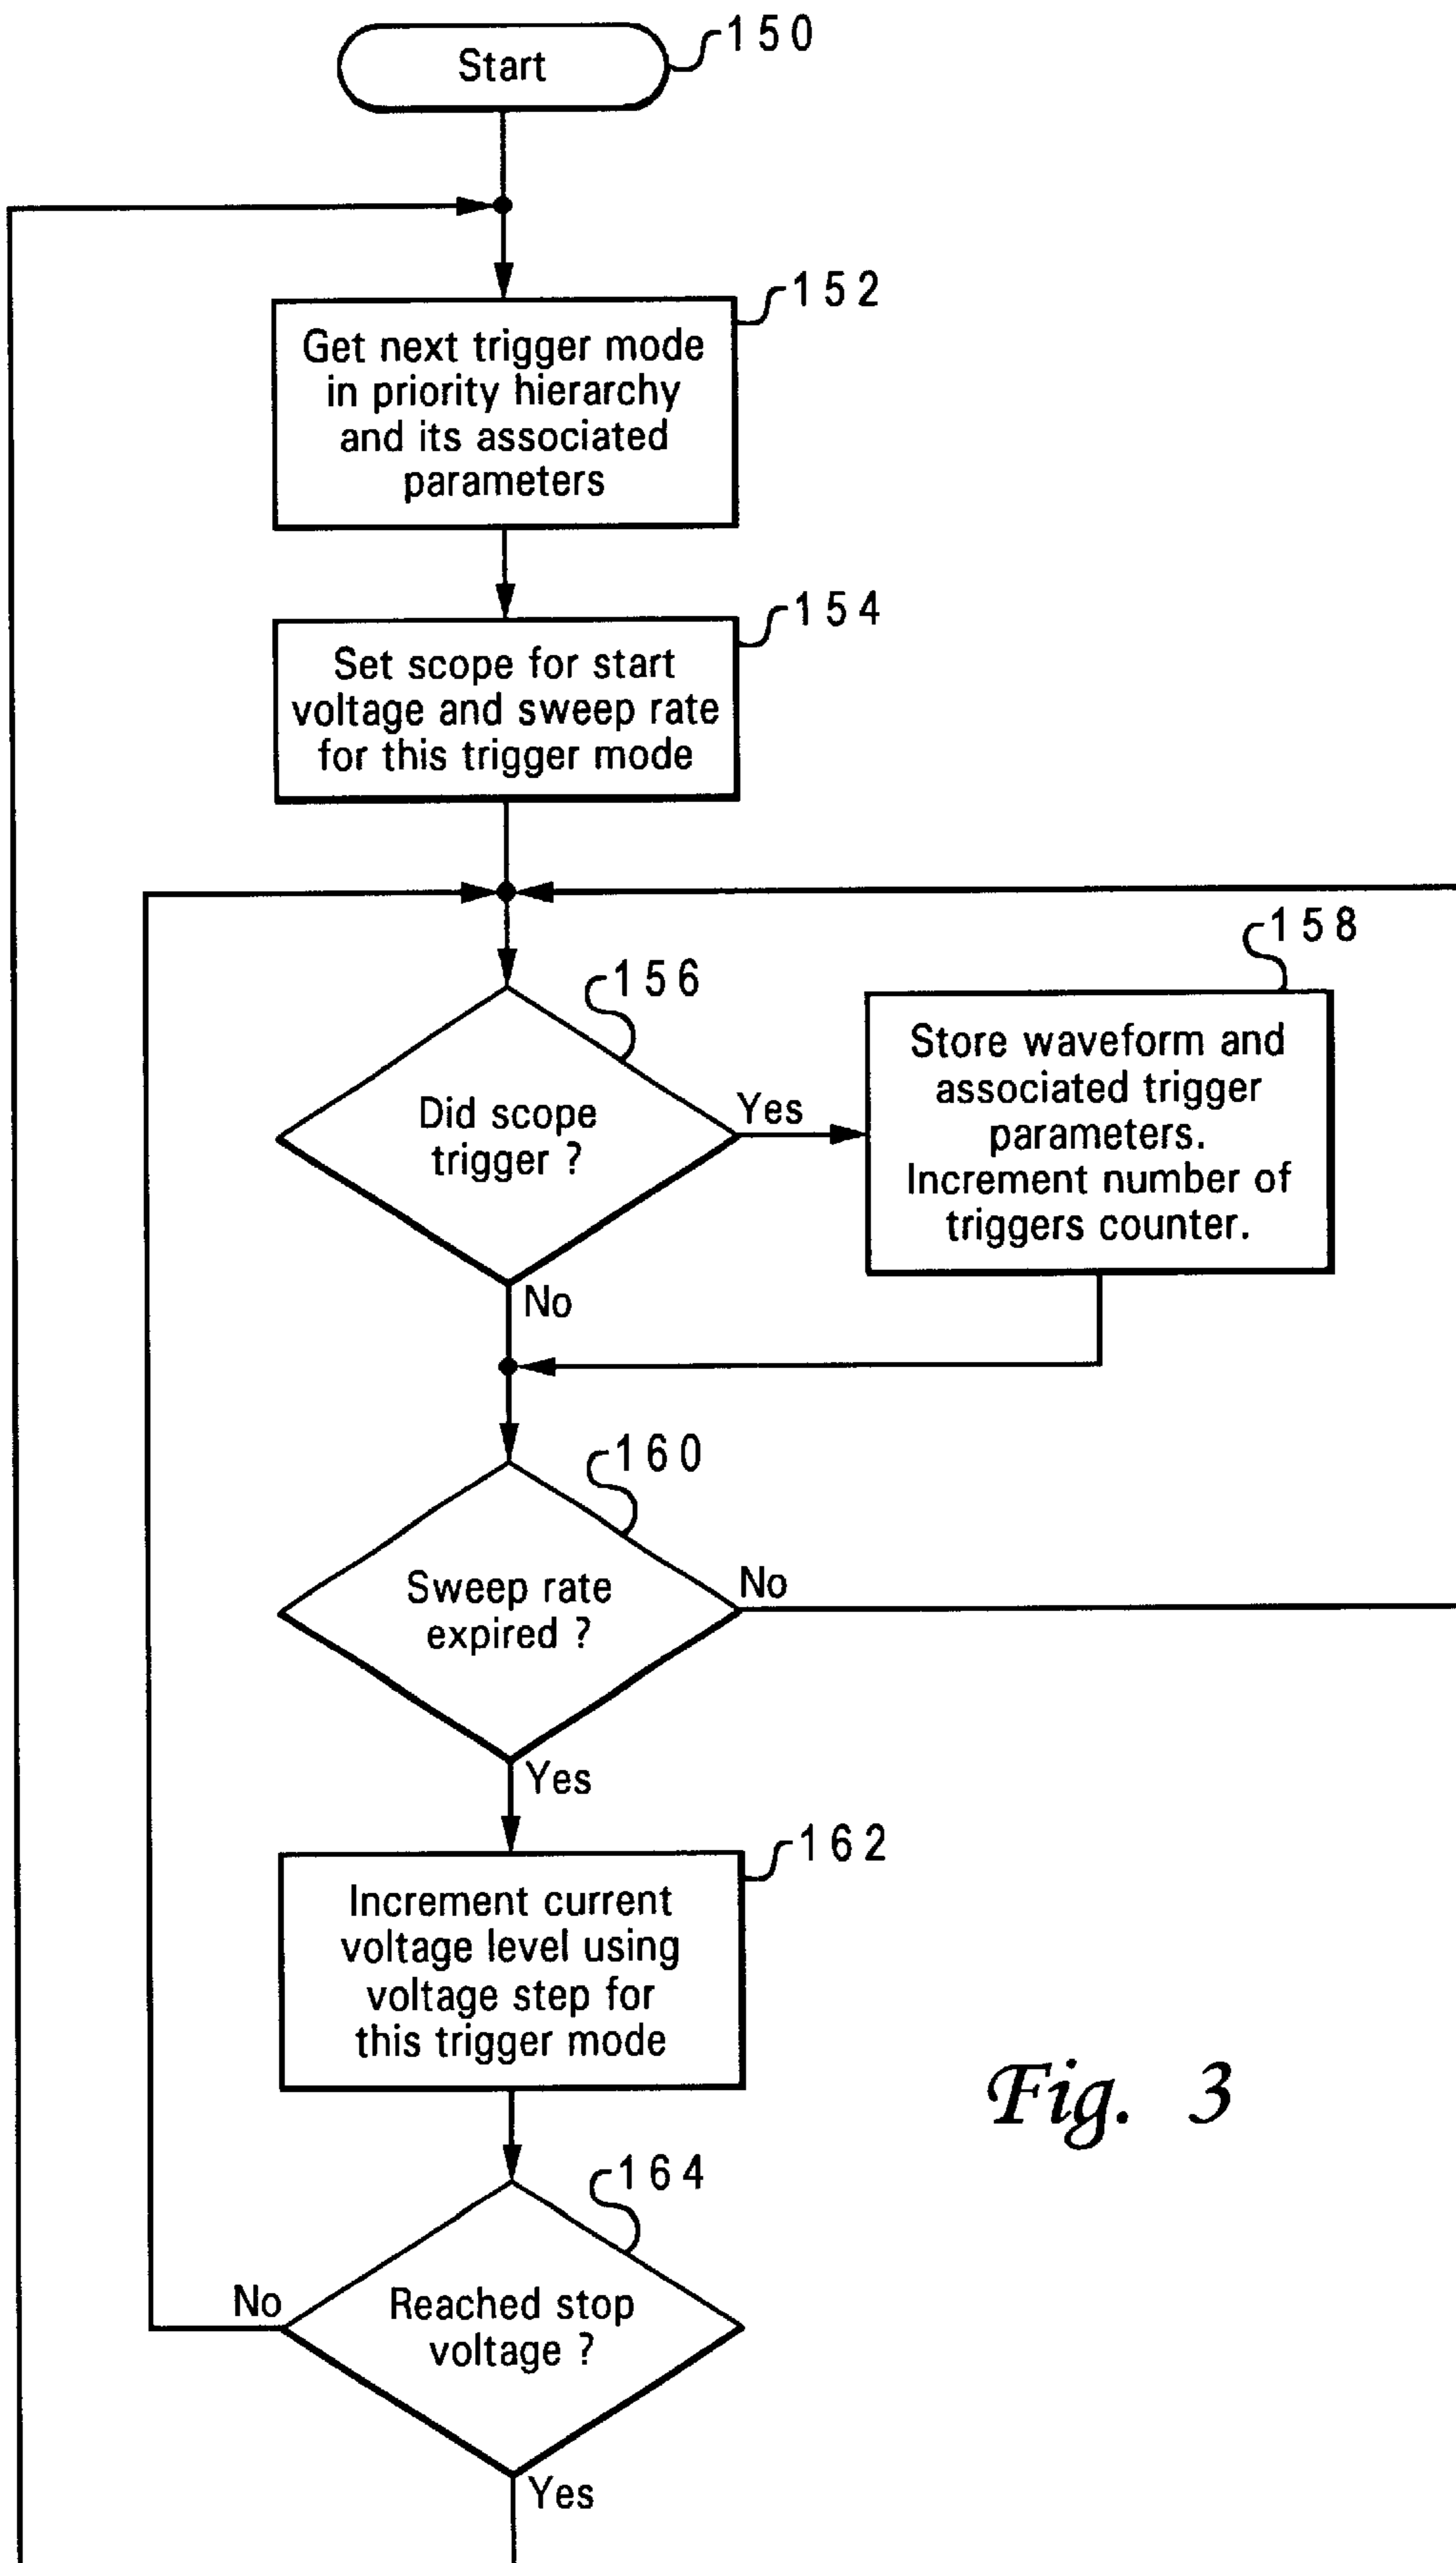 Start
150
152
Get next trigger mode
in priority hierarchy
and its associated
parameters
154
Set scope for start
voltage and sweep rate
for this trigger mode
156
Did scope
trigger ?
Yes
No
158
Store waveform and
associated trigger
parameters.
Increment number of
triggers counter.
160
Sweep rate
expired ?
No
Yes
162
Increment current
voltage level using
voltage step for
this trigger mode
Fig. 3
164
Reached stop
voltage ?
No
Yes